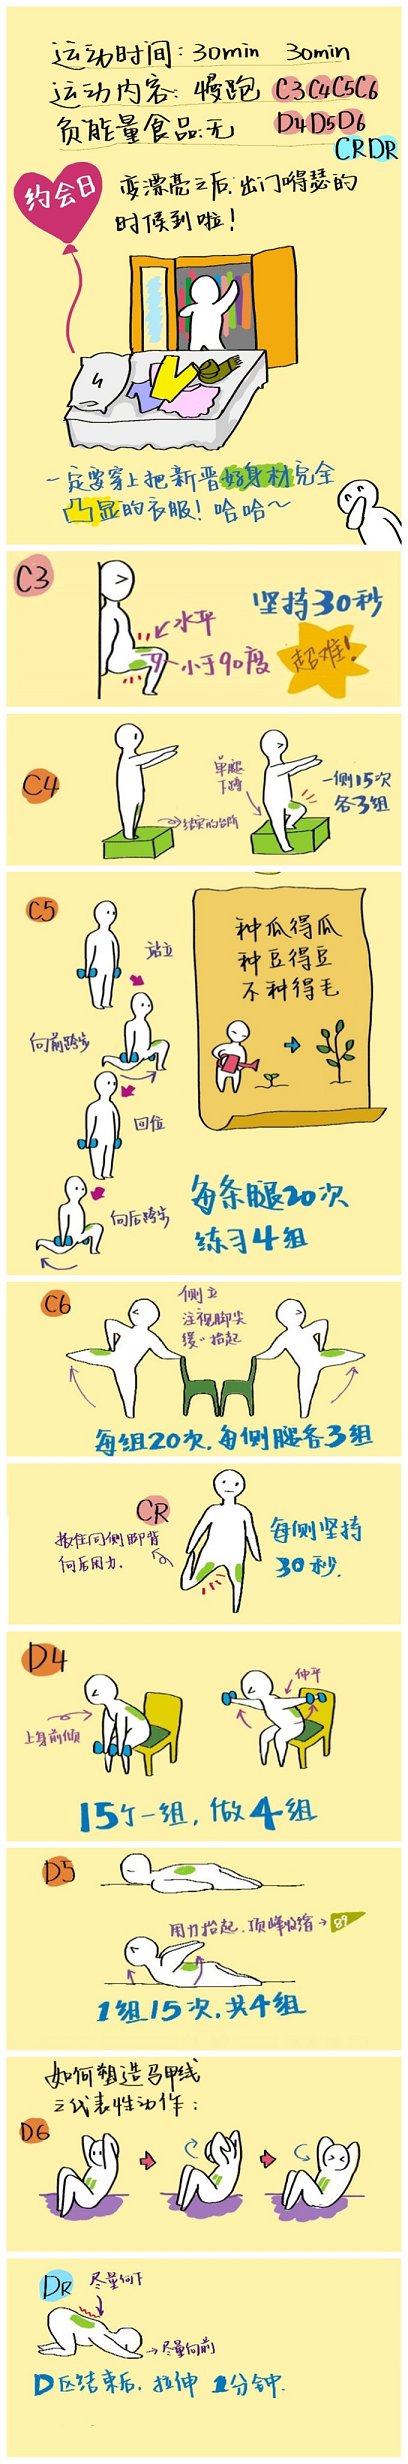 运动时间：30min 30min
运动内容：慢跑 C3 C4 C5 C6
负能量食品：无 D4 D5 D6
CR DR
约会日
变漂亮之后，出门嘚瑟的
时候到啦！
一定要穿上把新晋好身材完全
凸显的衣服！哈哈~
C3
坚持30秒
水平
小于90度
超难！
C4
单腿
下蹲
结实的台阶
一侧15次
各3组
C5
站立
向前跨步
回位
向后跨步
种瓜得瓜
种豆得豆
不种得毛
每条腿20次
练习4组
C6
侧立
注视脚尖
缓缓抬起
每组20次，每侧腿各3组
CR
扳住同侧脚背
向后用力.
每侧坚持
30秒.
D4
上身前倾
伸平
15个一组，做4组
D5
用力抬起，顶峰收缩
1组15次，共4组
如何塑造马甲线
三代表性动作：
D6
DR
尽量向下
尽量向前
D区结束后，拉伸 1分钟.